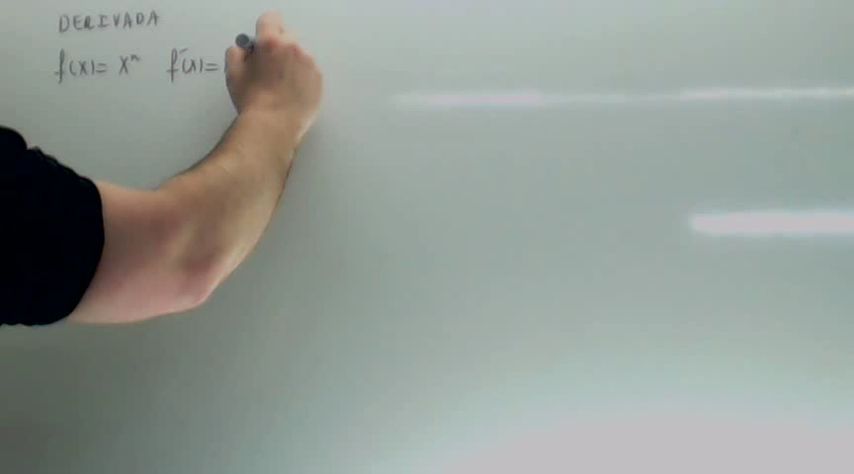 DERIVADA
f(x)= xⁿ f'(x)=